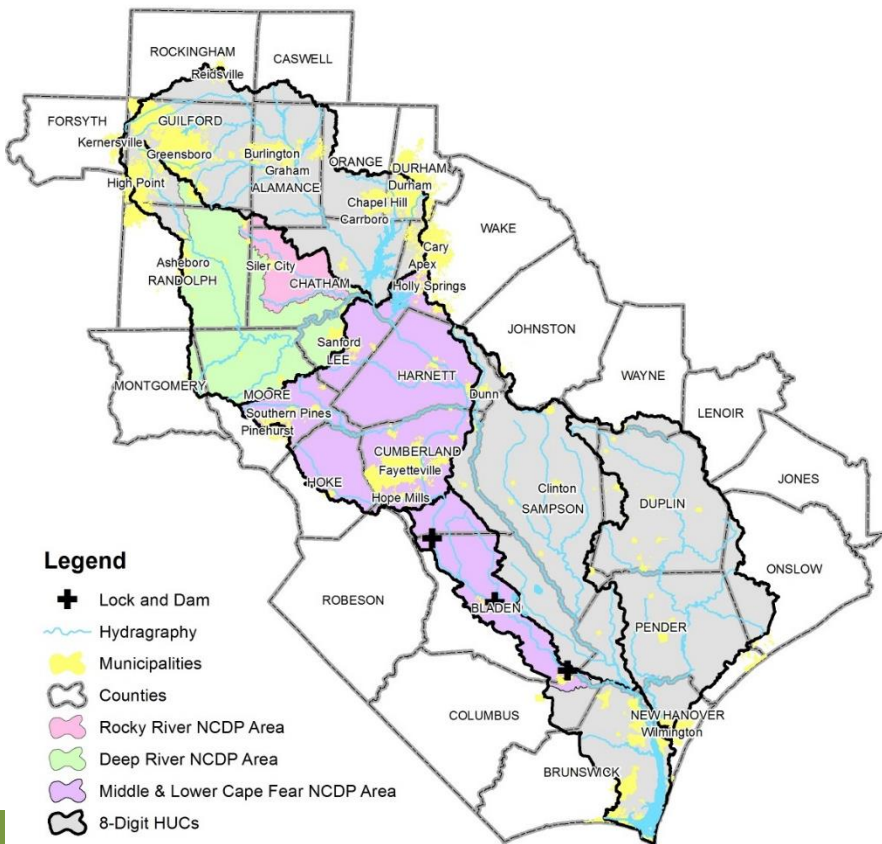 ROCKINGHAM
CASWELL
Reidsville
FORSYTH
GUILFORD
Kernersville
Greensboro
Burlington
Graham
ORANGE
DURHAM
Durham
High Point
ALAMANCE
Chapel Hill
Carrboro
WAKE
Cary
Apex
Asheboro
RANDOLPH
Siler City
CHATHAM
Holly Springs
JOHNSTON
Sanford
LEE
HARNETT
WAYNE
MONTGOMERY
MOORE
Dunn
LENOIR
Southern Pines
Pinehurst
CUMBERLAND
Fayetteville
JONES
HOKE
Hope Mills
Clinton
SAMPSON
DUPLIN
ONSLOW
ROBESON
BLADEN
PENDER
COLUMBUS
NEW HANOVER
Wilmington
BRUNSWICK
Legend
Lock and Dam
Hydragraphy
Municipalities
Counties
Rocky River NCDP Area
Deep River NCDP Area
Middle & Lower Cape Fear NCDP Area
8-Digit HUCs